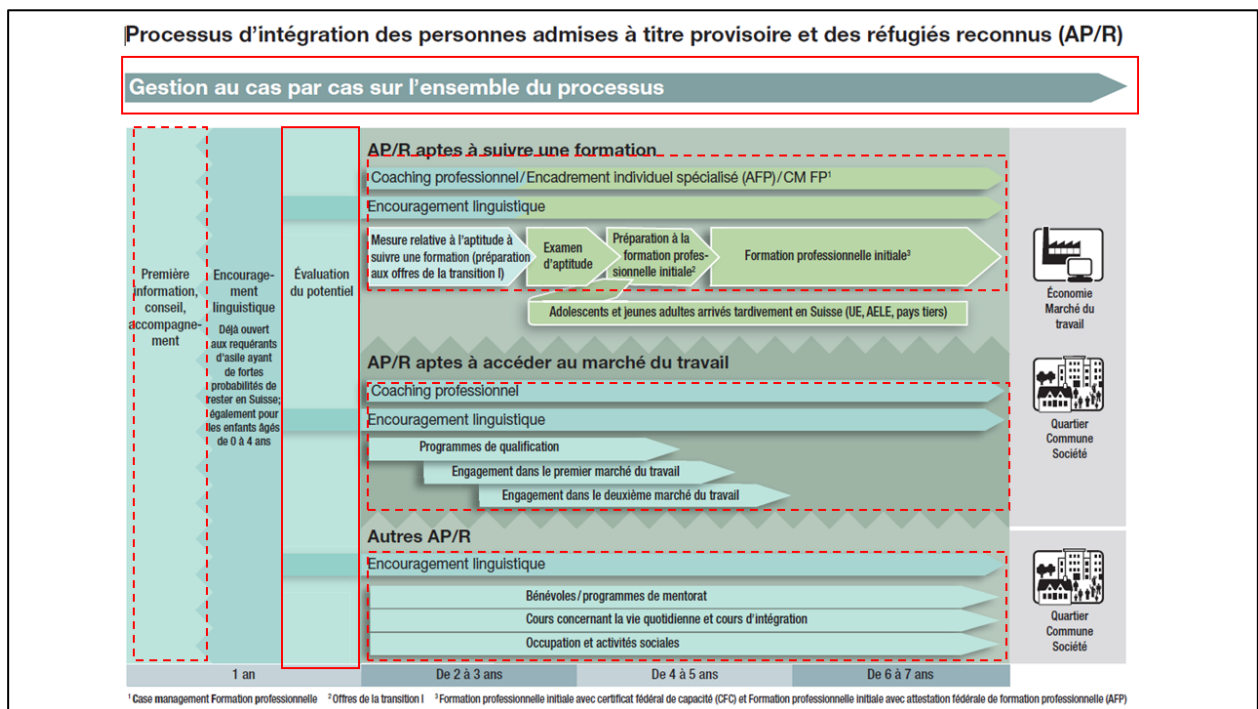 Processus d'intégration des personnes admises à titre provisoire et des réfugiés reconnus (AP/R)
Gestion au cas par cas sur l'ensemble du processus
Première
information,
conseil,
accompagne-
ment
Encourage-
ment
linguistique
Déjà ouvert
aux requérants
d'asile ayant
de fortes
probabilités de
rester en Suisse;
également pour
les enfants âgés
de 0 à 4 ans
Évaluation
du potentiel
AP/R aptes à suivre une formation
Coaching professionnel/Encadrement individuel spécialisé (AFP)/CM FP¹
Encouragement linguistique
Mesure relative à l'aptitude à
suivre une formation (préparation
aux offres de la transition I)
Examen
d'aptitude
Préparation à la
formation profes-
sionnelle initiale²
Formation professionnelle initiale³
Adolescents et jeunes adultes arrivés tardivement en Suisse (UE, AELE, pays tiers)
AP/R aptes à accéder au marché du travail
Coaching professionnel
Encouragement linguistique
Programmes de qualification
Engagement dans le premier marché du travail
Engagement dans le deuxième marché du travail
Autres AP/R
Encouragement linguistique
Bénévoles/programmes de mentorat
Cours concernant la vie quotidienne et cours d'intégration
Occupation et activités sociales
Économie
Marché du
travail
Quartier
Commune
Société
Quartier
Commune
Société
1 an
De 2 à 3 ans
De 4 à 5 ans
De 6 à 7 ans
¹ Case management Formation professionnelle ² Offres de la transition I ³ Formation professionnelle initiale avec certificat fédéral de capacité (CFC) et Formation professionnelle initiale avec attestation fédérale de formation professionnelle (AFP)